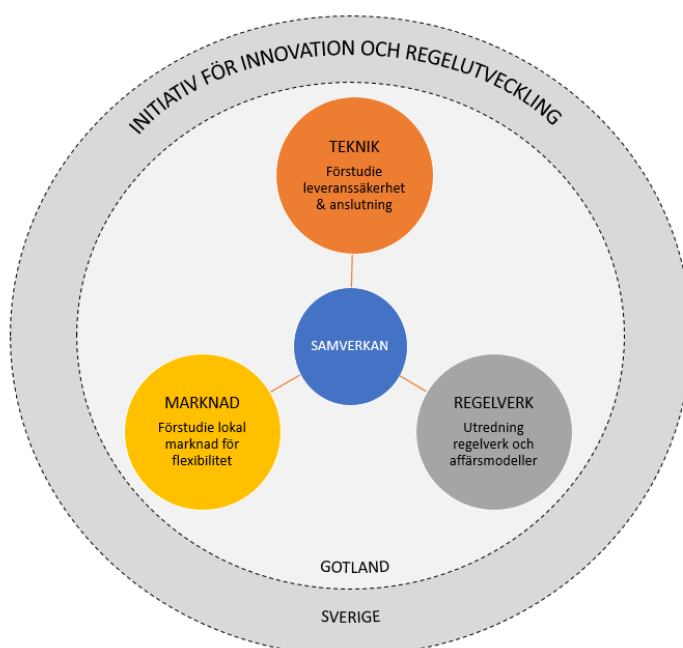 INITIATIV FÖR INNOVATION OCH REGELUTVECKLING
TEKNIK
Förstudie
leveranssäkerhet
& anslutning
SAMVERKAN
MARKNAD
Förstudie lokal
marknad för
flexibilitet
REGELVERK
Utredning
regelverk och
affärsmodeller
GOTLAND
SVERIGE